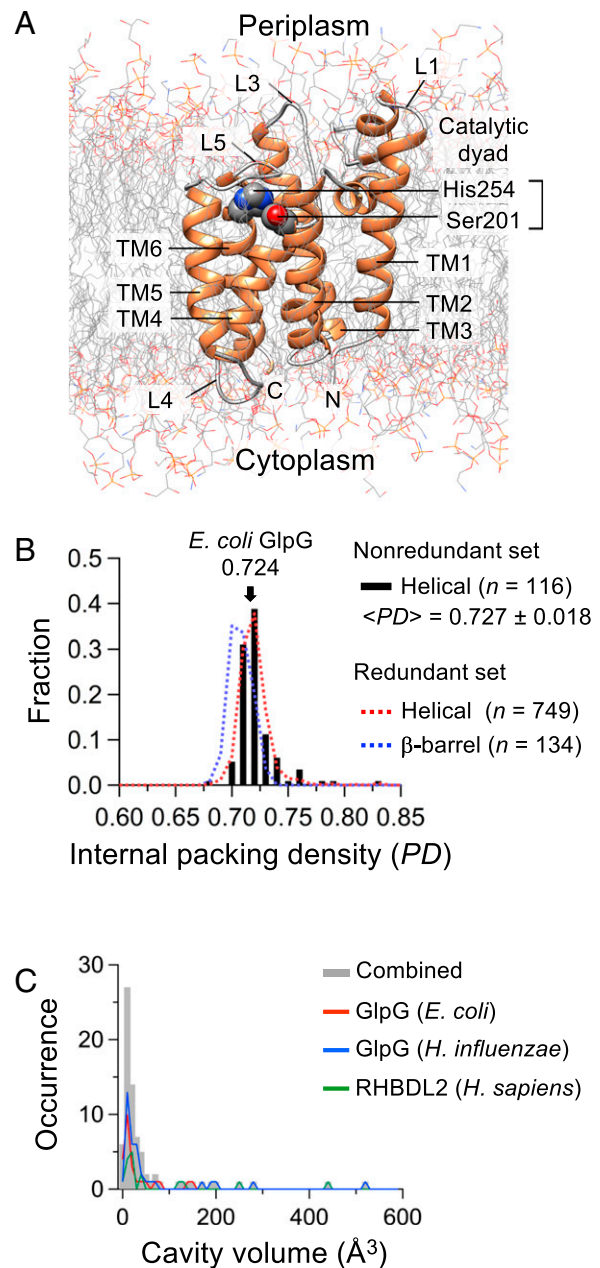 A
Periplasm
L3
L1
L5
Catalytic
dyad
His254
Ser201
TM6
TM1
TM5
TM2
TM4
TM3
L4
C
N
Cytoplasm
B
E. coli GlpG
0.724
Nonredundant set
Helical (n = 116)
<PD> = 0.727 ± 0.018
Redundant set
Helical (n = 749)
β-barrel (n = 134)
Fraction
0.5
0.4
0.3
0.2
0.1
0.0
0.60 0.65 0.70 0.75 0.80 0.85
Internal packing density (PD)
C
Combined
GlpG (E. coli)
GlpG (H. influenzae)
RHBDL2 (H. sapiens)
Occurrence
30
20
10
0
0 200 400 600
Cavity volume (Å³)